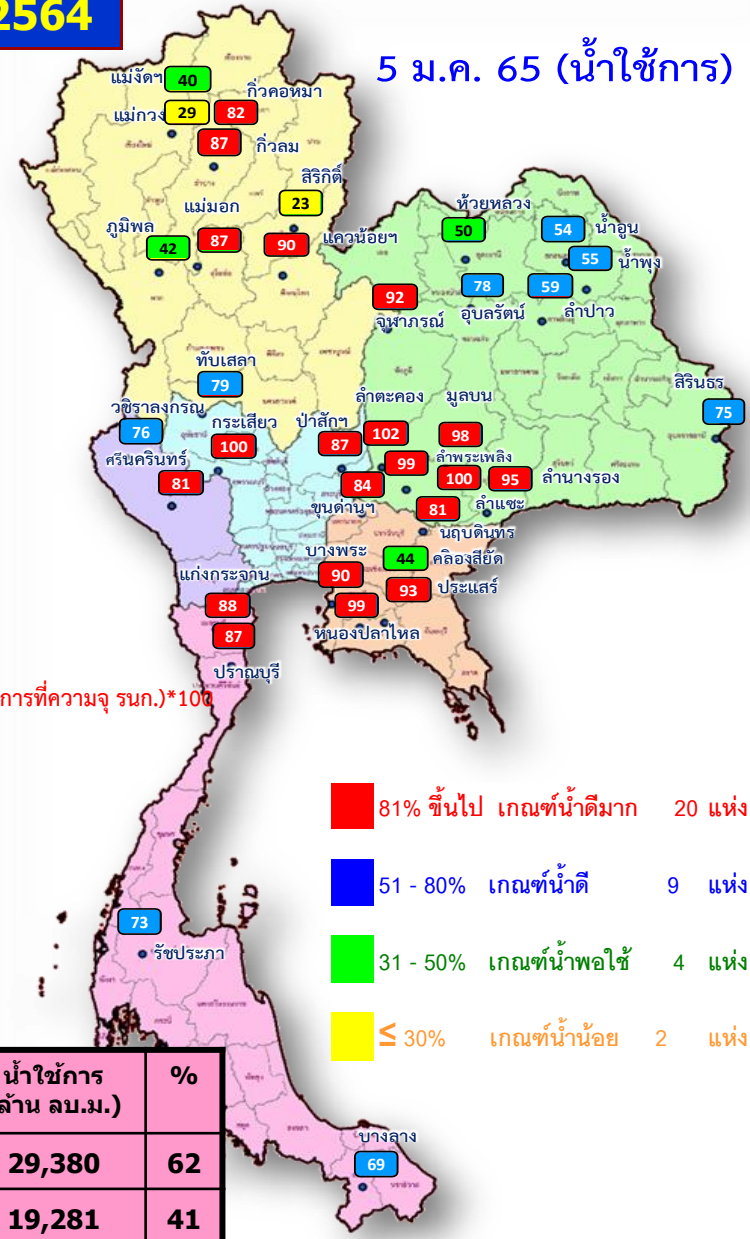 2564
5 ม.ค. 65 (น้ำใช้การ)
แม่งัดฯ 40
กิ่วคอหมา
แม่กวง 29 82
87 กิ่วลม
สิริกิติ์
23
แม่มอก
ภูมิพล
42 87 90 แควน้อยฯ
ห้วยหลวง
50 54 น้ำอูน
55 น้ำพุง
78 59
อุบลรัตน์ ลำปาว
92
จุฬาภรณ์
ทับเสลา
79
ลำตะคอง มูลบน
สิรินธร
75
วชิราลงกรณ
76
กระเสียว ป่าสักฯ
100 87 102 98
ศรีนครินทร์
81
99 ลำพระเพลิง
84 100 95 ลำนางรอง
ขุนด่านฯ 81 ลำแซะ
นฤบดินทร
บางพระ 44 คลองสียัด
แก่งกระจาน 90 93 ประแสร์
88 99
หนองปลาไหล
87
ปราณบุรี
การที่ความจุ รนก.)*100
81% ขึ้นไป เกณฑ์น้ำดีมาก 20 แห่ง
51 - 80% เกณฑ์น้ำดี 9 แห่ง
31 - 50% เกณฑ์น้ำพอใช้ 4 แห่ง
≤ 30% เกณฑ์น้ำน้อย 2 แห่ง
73
รัชประภา
น้ำใช้การ %
ล้าน ลบ.ม.)
29,380 62
19,281 41
บางลาง
69